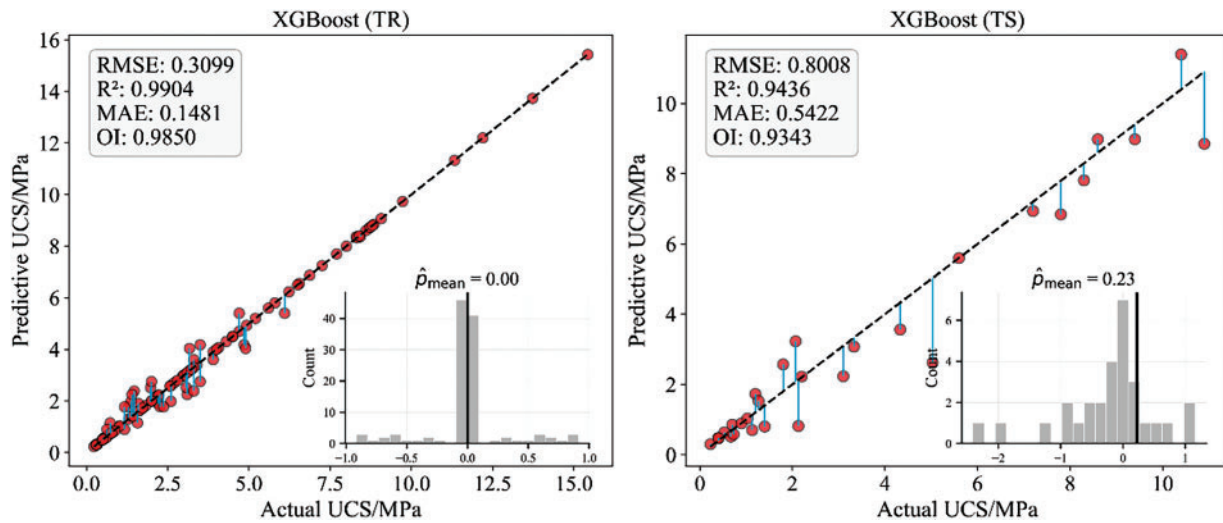 XGBoost (TR)
RMSE: 0.3099
R²: 0.9904
MAE: 0.1481
OI: 0.9850
Predictive UCS/MPa
16
14
12
10
8
6
4
2
0
0.0 2.5 5.0 7.5 10.0 12.5 15.0
Actual UCS/MPa
p̂mean = 0.00
Count
40
30
20
10
0
−1.0 −0.5 0.0 0.5 1.0
XGBoost (TS)
RMSE: 0.8008
R²: 0.9436
MAE: 0.5422
OI: 0.9343
Predictive UCS/MPa
10
8
6
4
2
0
0 2 4 6 8 10
Actual UCS/MPa
p̂mean = 0.23
Count
6
4
2
0
−2 −1 0 1